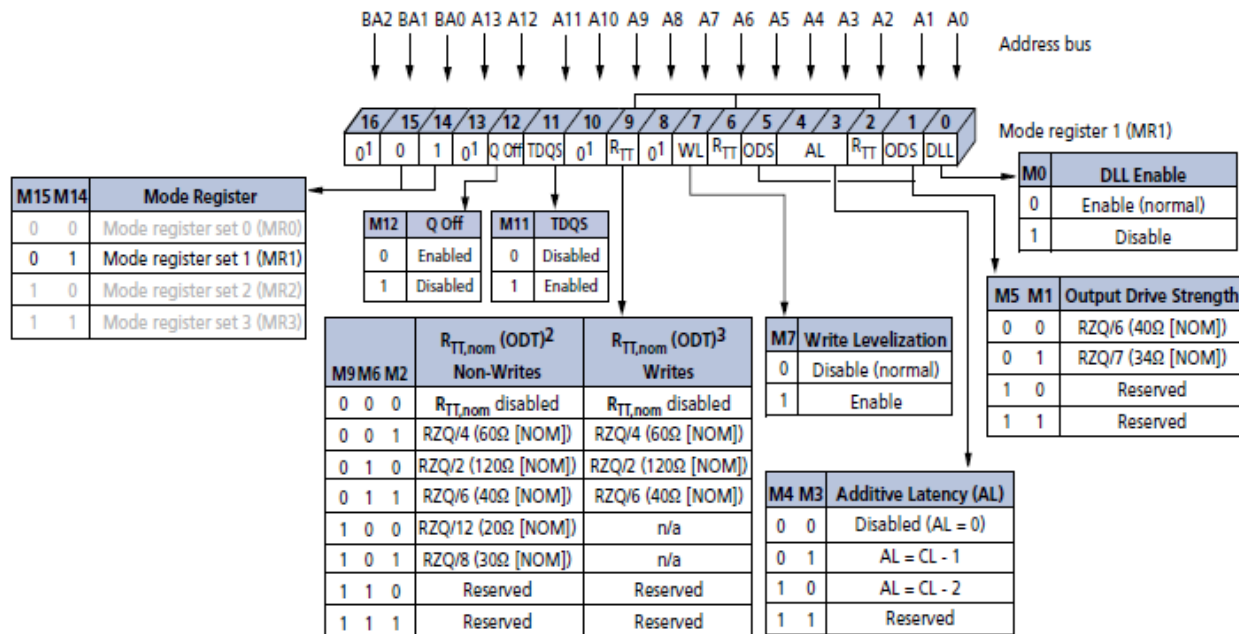 BA2 BA1 BA0 A13 A12 A11 A10 A9 A8 A7 A6 A5 A4 A3 A2 A1 A0
Address bus
16 15 14 13 12 11 10 9 8 7 6 5 4 3 2 1 0
Mode register 1 (MR1)
0¹ 0 1 0¹ Q Off TDQS 0¹ R_TT 0¹ WL R_TT ODS AL R_TT ODS DLL
M15 M14 Mode Register
0 0 Mode register set 0 (MR0)
0 1 Mode register set 1 (MR1)
1 0 Mode register set 2 (MR2)
1 1 Mode register set 3 (MR3)
M12 Q Off
0 Enabled
1 Disabled
M11 TDQS
0 Disabled
1 Enabled
M0 DLL Enable
0 Enable (normal)
1 Disable
M5 M1 Output Drive Strength
0 0 RZQ/6 (40Ω [NOM])
0 1 RZQ/7 (34Ω [NOM])
1 0 Reserved
1 1 Reserved
R_TT,nom (ODT)² R_TT,nom (ODT)³
M9 M6 M2 Non-Writes Writes
0 0 0 R_TT,nom disabled R_TT,nom disabled
0 0 1 RZQ/4 (60Ω [NOM]) RZQ/4 (60Ω [NOM])
0 1 0 RZQ/2 (120Ω [NOM]) RZQ/2 (120Ω [NOM])
0 1 1 RZQ/6 (40Ω [NOM]) RZQ/6 (40Ω [NOM])
1 0 0 RZQ/12 (20Ω [NOM]) n/a
1 0 1 RZQ/8 (30Ω [NOM]) n/a
1 1 0 Reserved Reserved
1 1 1 Reserved Reserved
M7 Write Levelization
0 Disable (normal)
1 Enable
M4 M3 Additive Latency (AL)
0 0 Disabled (AL = 0)
0 1 AL = CL - 1
1 0 AL = CL - 2
1 1 Reserved